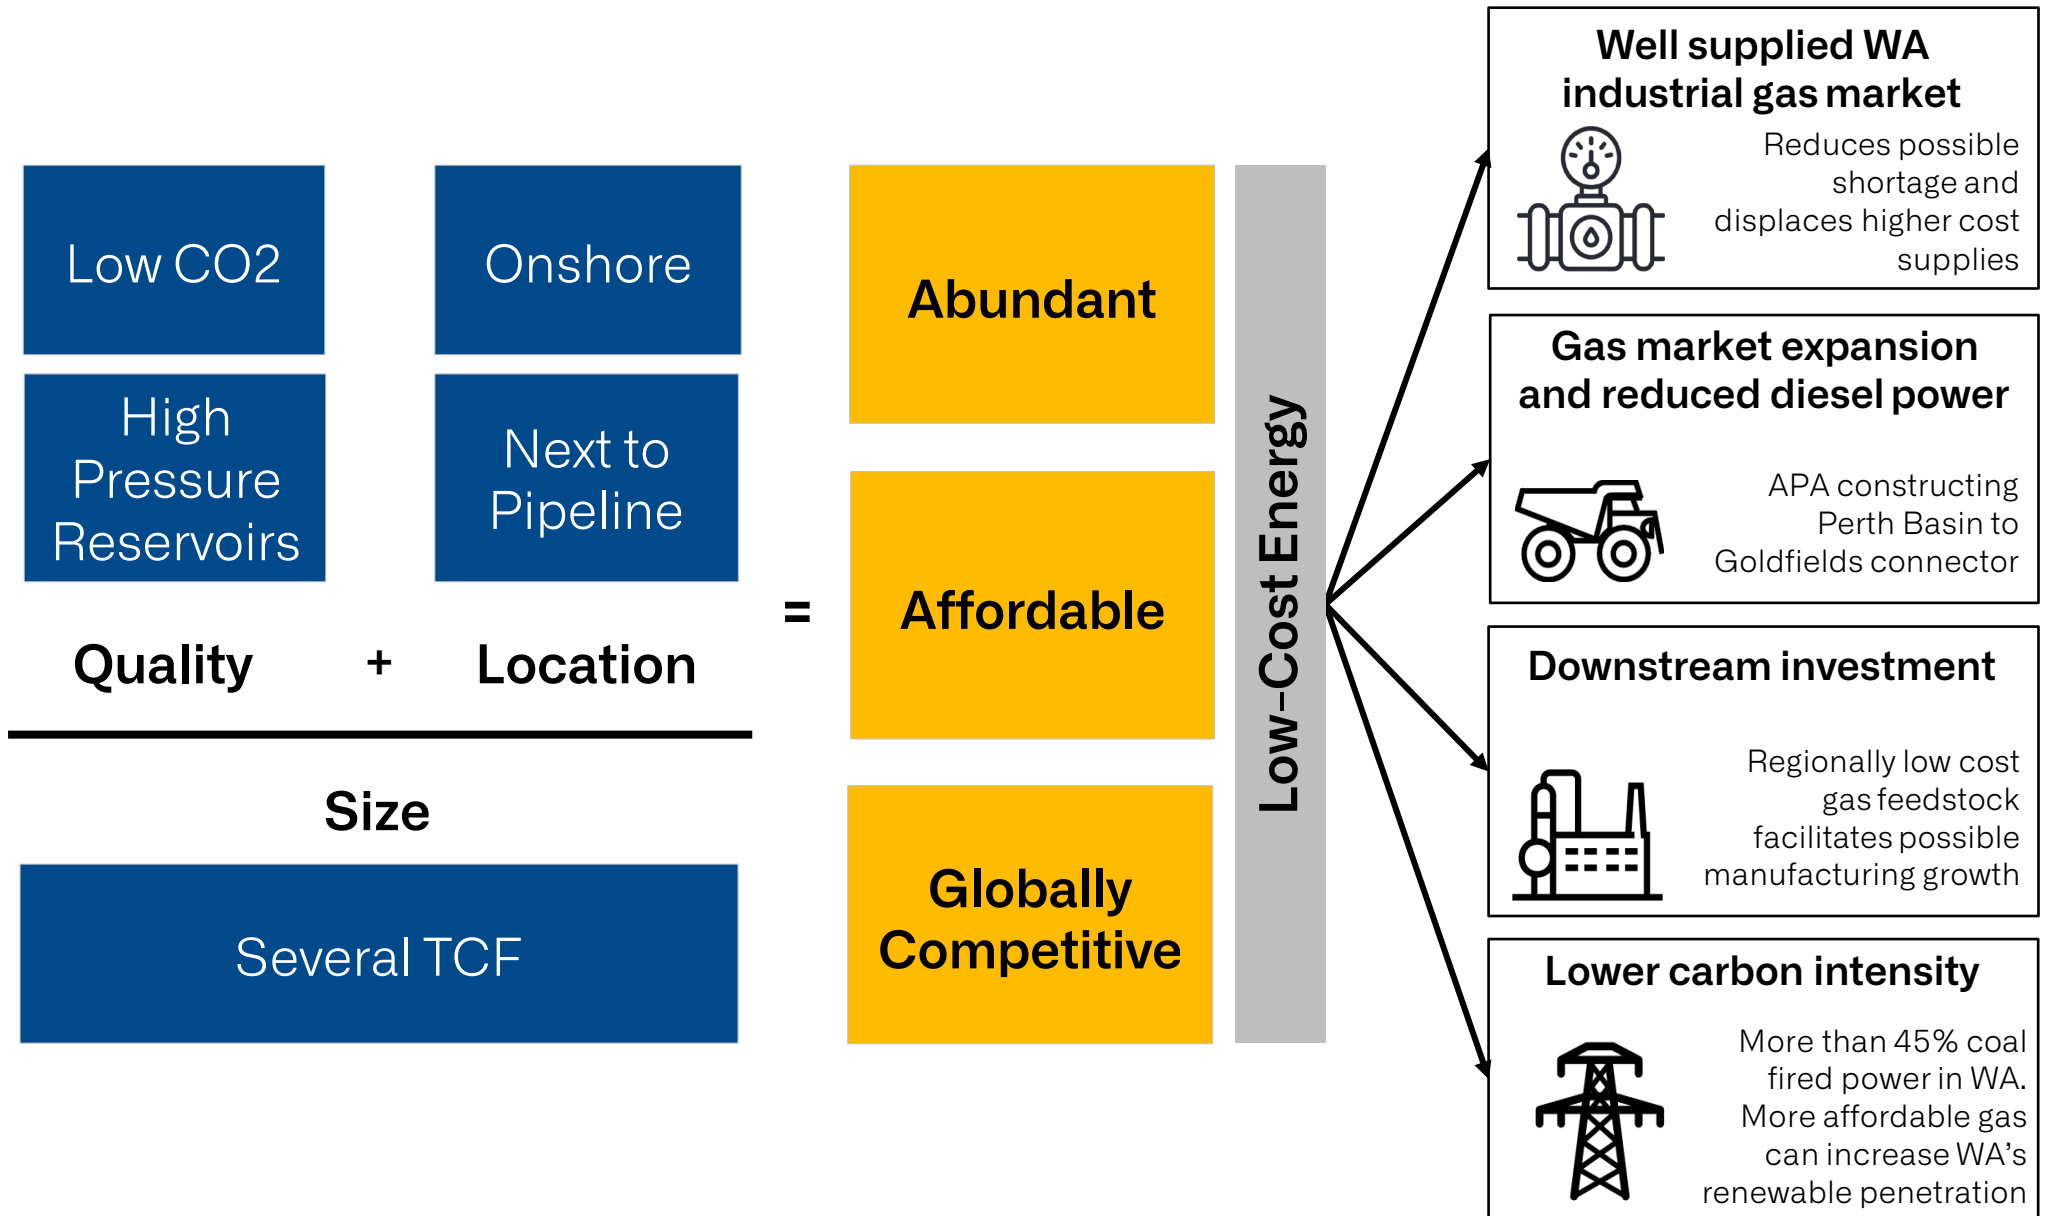 Low CO2
Onshore
High
Pressure
Reservoirs
Next to
Pipeline
Quality
+
Location
Size
Several TCF
=
Abundant
Affordable
Globally
Competitive
Low-Cost Energy
Well supplied WA
industrial gas market
Reduces possible
shortage and
displaces higher cost
supplies
Gas market expansion
and reduced diesel power
APA constructing
Perth Basin to
Goldfields connector
Downstream investment
Regionally low cost
gas feedstock
facilitates possible
manufacturing growth
Lower carbon intensity
More than 45% coal
fired power in WA.
More affordable gas
can increase WA’s
renewable penetration